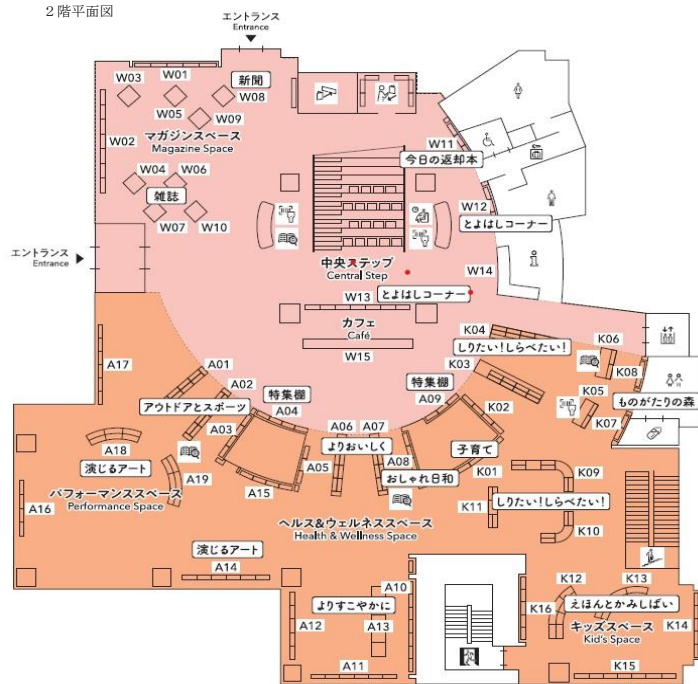 2階平面図
エントランス
Entrance
W03
W01
新聞
W08
W05
W09
マガジンスペース
Magazine Space
W02
W04
W06
雑誌
W07
W10
W11
今日の返却本
W12
とよはしコーナー
エントランス
Entrance
中央ステップ
Central Step
W14
とよはしコーナー
W13
カフェ
Café
W15
K04
しりたい!しらべたい!
K06
K03
K08
A17
A01
A02
アウトドアとスポーツ
特集棚
A04
A03
特集棚
A09
K02
K05
ものがたりの森
K07
A18
A06
A07
よりおいしく
子育て
演じるアート
A19
A05
A08
おしゃれ日和
K01
K09
A16
パフォーマンススペース
Performance Space
A15
K11
しりたい!しらべたい!
ヘルス&ウェルネススペース
Health & Wellness Space
K10
演じるアート
A14
A10
よりすこやかに
A12
A13
A11
K12
K13
K16
えほんとかみしばい
キッズスペース
Kid's Space
K14
K15